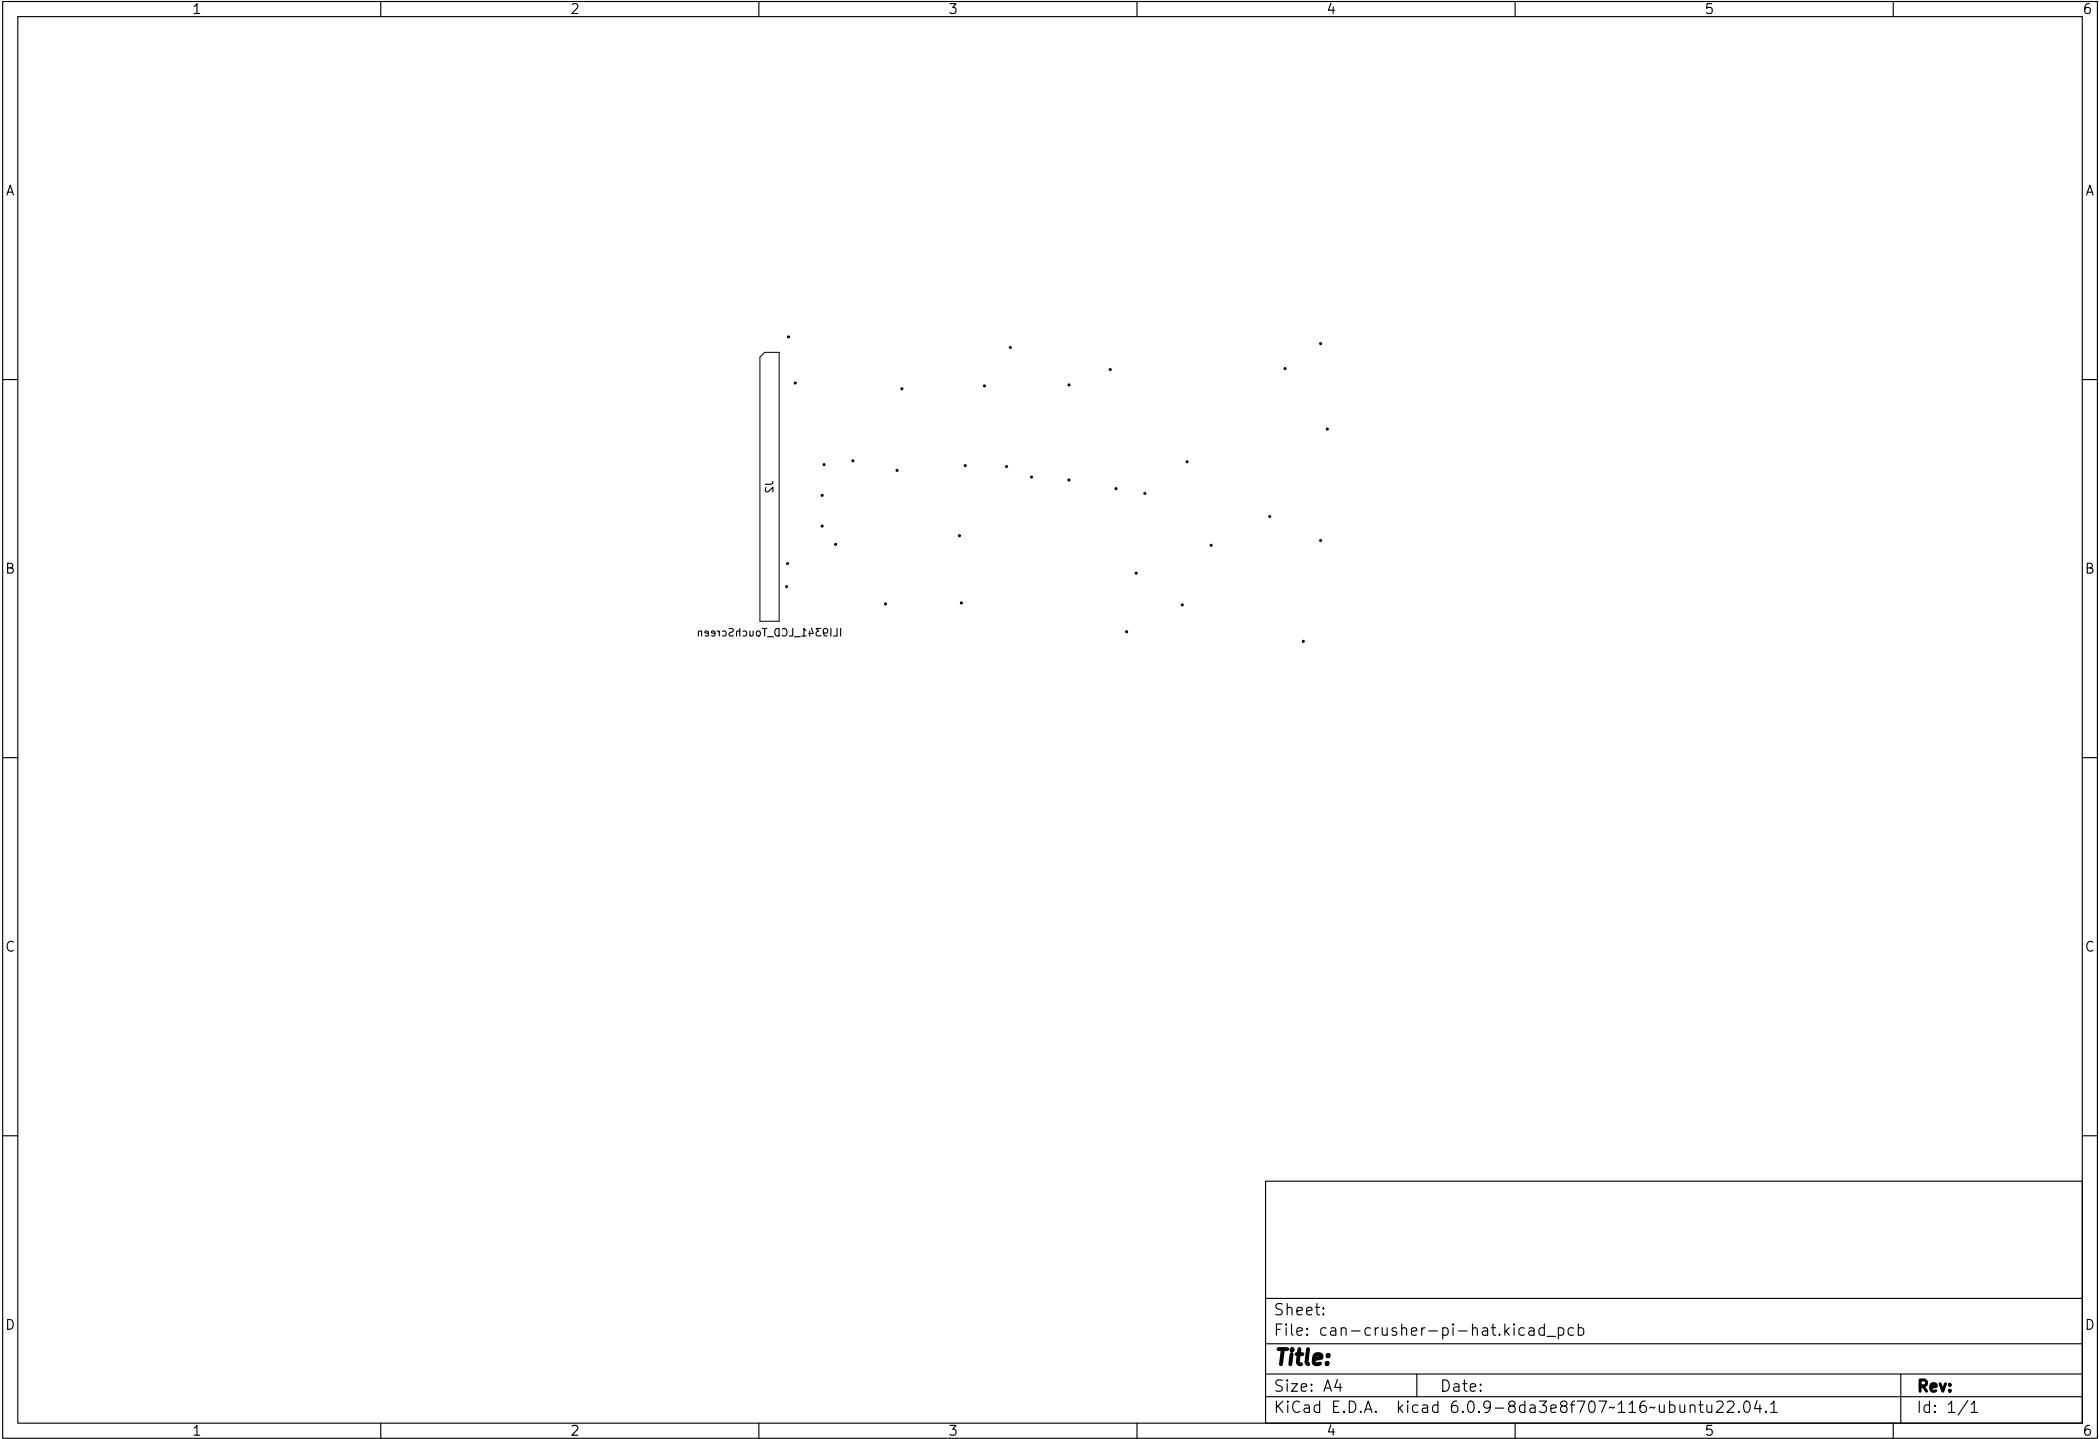 1 2 3 4 5 6
A A
J2
B B
ILI9341_LCD_TouchScreen
C C
Sheet:
D D
File: can-crusher-pi-hat.kicad_pcb
Title:
Size: A4 Date: Rev:
KiCad E.D.A. kicad 6.0.9-8da3e8f707~116~ubuntu22.04.1 Id: 1/1
1 2 3 4 5 6